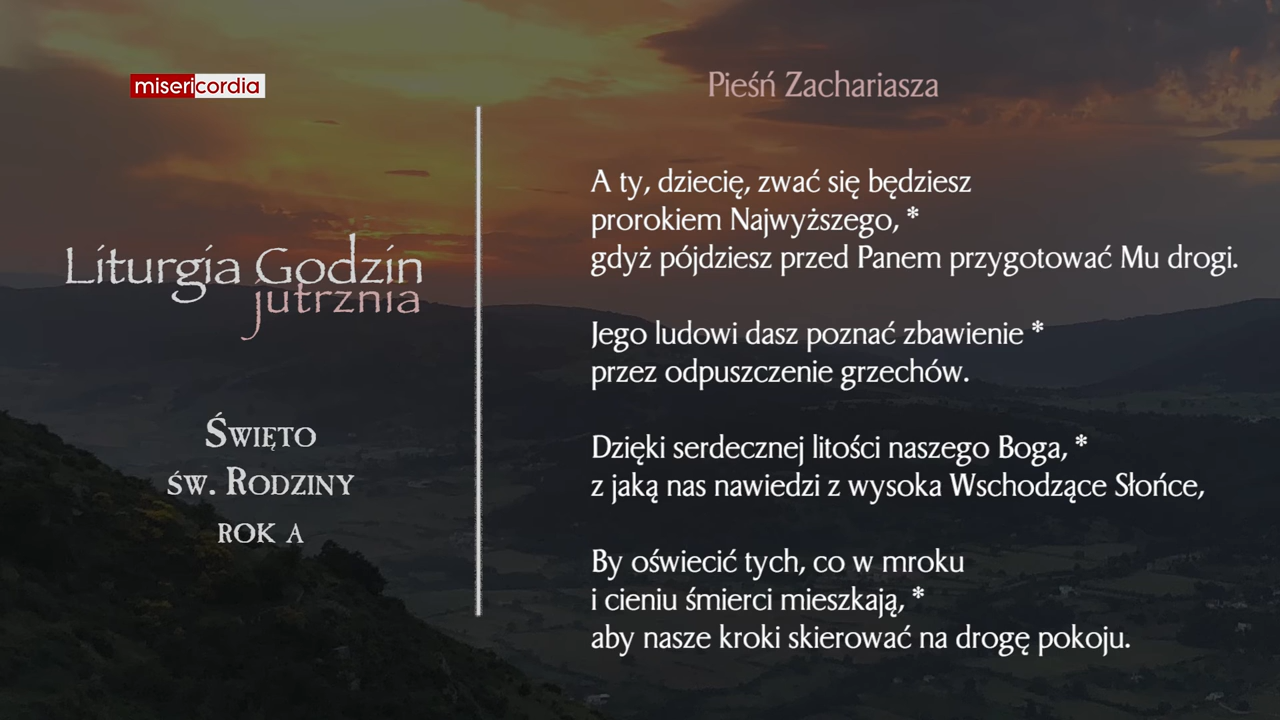 misericordia
Liturgia Godzin
jutrznia
Święto
św. Rodziny
rok a
Pieśń Zachariasza
A ty, dziecię, zwać się będziesz
prorokiem Najwyższego, *
gdyż pójdziesz przed Panem przygotować Mu drogi.
Jego ludowi dasz poznać zbawienie *
przez odpuszczenie grzechów.
Dzięki serdecznej litości naszego Boga, *
z jaką nas nawiedzi z wysoka Wschodzące Słońce,
By oświecić tych, co w mroku
i cieniu śmierci mieszkają, *
aby nasze kroki skierować na drogę pokoju.